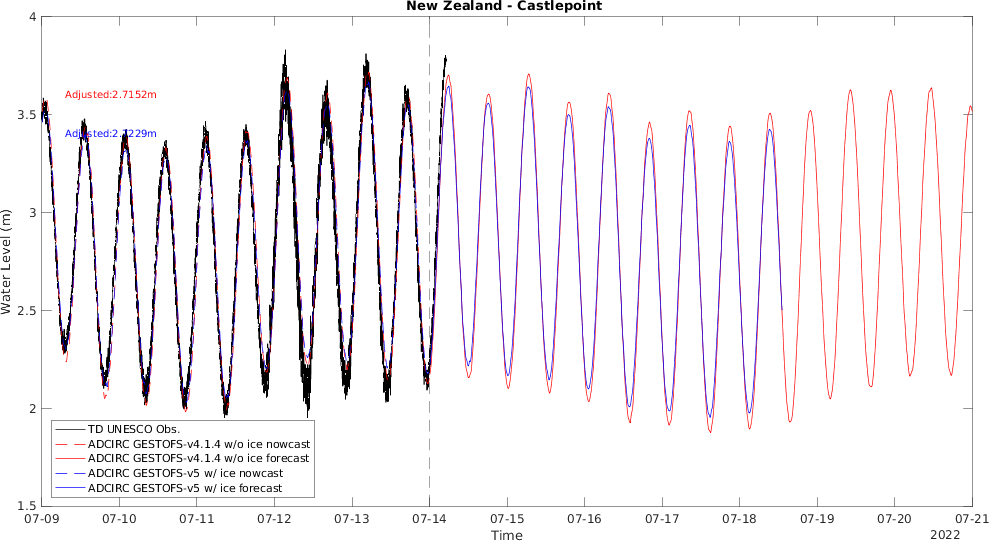 New Zealand - Castlepoint
Water Level (m)
4
3.5
3
2.5
2
1.5
Adjusted:2.7152m
TD UNESCO Obs.
ADCIRC GESTOFS-v4.1.4 w/o ice nowcast
ADCIRC GESTOFS-v4.1.4 w/o ice forecast
ADCIRC GESTOFS-v5 w/ ice nowcast
ADCIRC GESTOFS-v5 w/ ice forecast
07-09 07-10 07-11 07-12 07-13 07-14 07-15 07-16 07-17 07-18 07-19 07-20 07-21
Time
2022